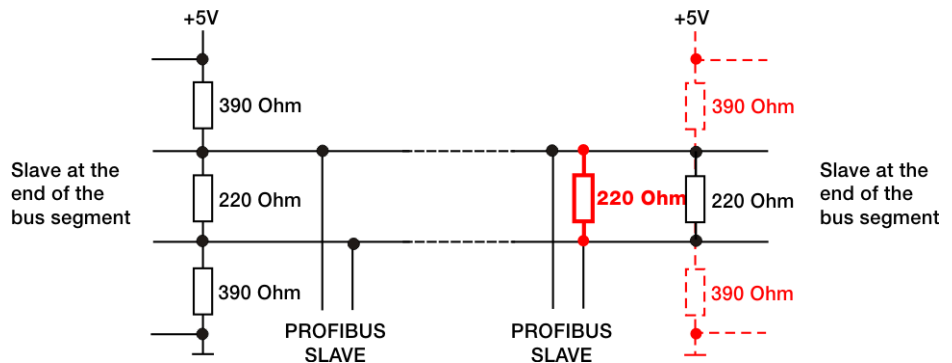 +5V
+5V
390 Ohm
390 Ohm
Slave at the
end of the
bus segment
220 Ohm
220 Ohm
220 Ohm
Slave at the
end of the
bus segment
390 Ohm
390 Ohm
PROFIBUS
SLAVE
PROFIBUS
SLAVE